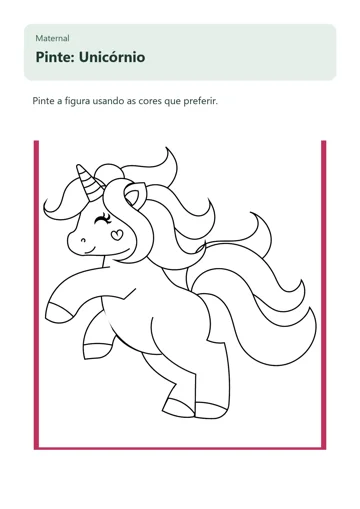 Maternal
Pinte: Unicórnio
Pinte a figura usando as cores que preferir.